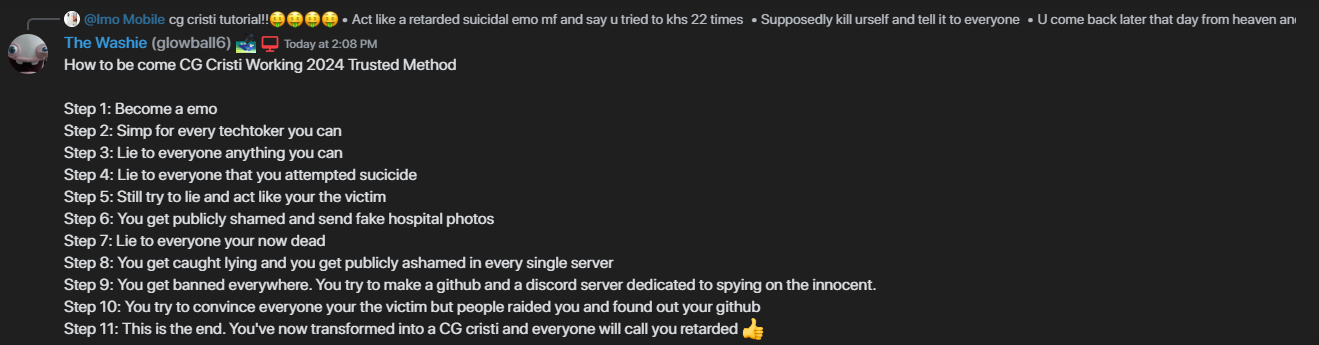 @Imo Mobile cg cristi tutorial!!🤑🤑🤑🤑 • Act like a retarded suicidal emo mf and say u tried to khs 22 times • Supposedly kill urself and tell it to everyone • U come back later that day from heaven
The Washie (glowball6) Today at 2:08 PM
How to be come CG Cristi Working 2024 Trusted Method
Step 1: Become a emo
Step 2: Simp for every techtoker you can
Step 3: Lie to everyone anything you can
Step 4: Lie to everyone that you attempted sucicide
Step 5: Still try to lie and act like your the victim
Step 6: You get publicly shamed and send fake hospital photos
Step 7: Lie to everyone your now dead
Step 8: You get caught lying and you get publicly ashamed in every single server
Step 9: You get banned everywhere. You try to make a github and a discord server dedicated to spying on the innocent.
Step 10: You try to convince everyone your the victim but people raided you and found out your github
Step 11: This is the end. You've now transformed into a CG cristi and everyone will call you retarded 👍